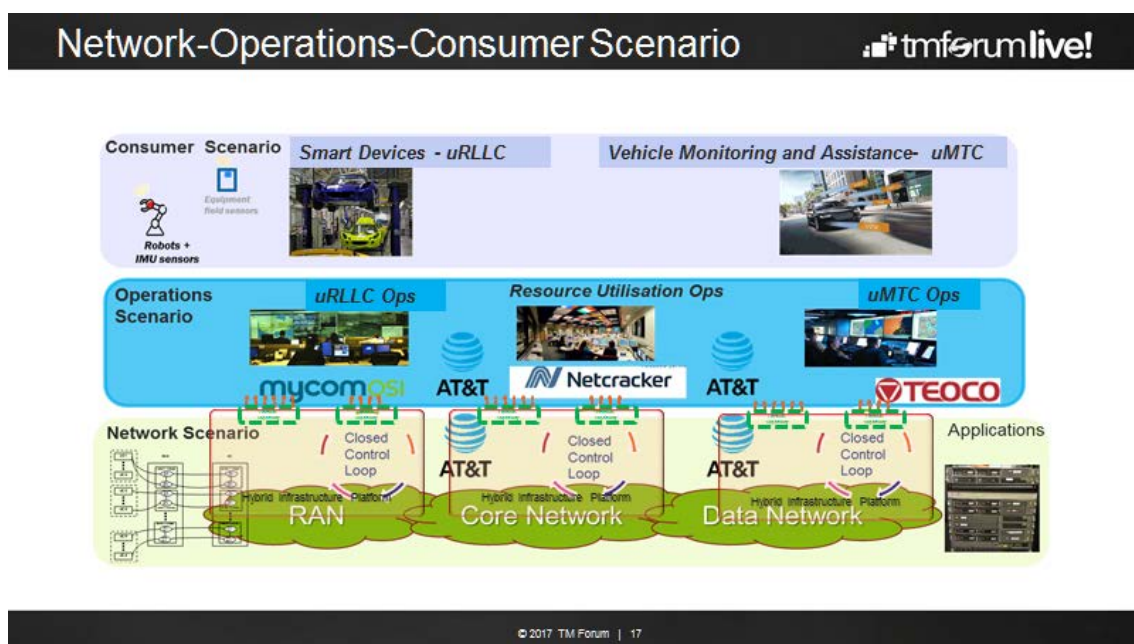 Network-Operations-Consumer Scenario
tmforumlive!
Consumer Scenario
Smart Devices - uRLLC
Vehicle Monitoring and Assistance- uMTC
Equipment
field sensors
Robots +
IMU sensors
Operations
Scenario
uRLLC Ops
Resource Utilisation Ops
uMTC Ops
mycomosi
AT&T
Netcracker
AT&T
TEOCO
Network Scenario
Closed
Control
Loop
AT&T
Closed
Control
Loop
AT&T
Closed
Control
Loop
Applications
Hybrid Infrastructure Platform
RAN
Hybrid Infrastructure Platform
Core Network
Hybrid Infrastructure Platform
Data Network
© 2017 TM Forum | 17